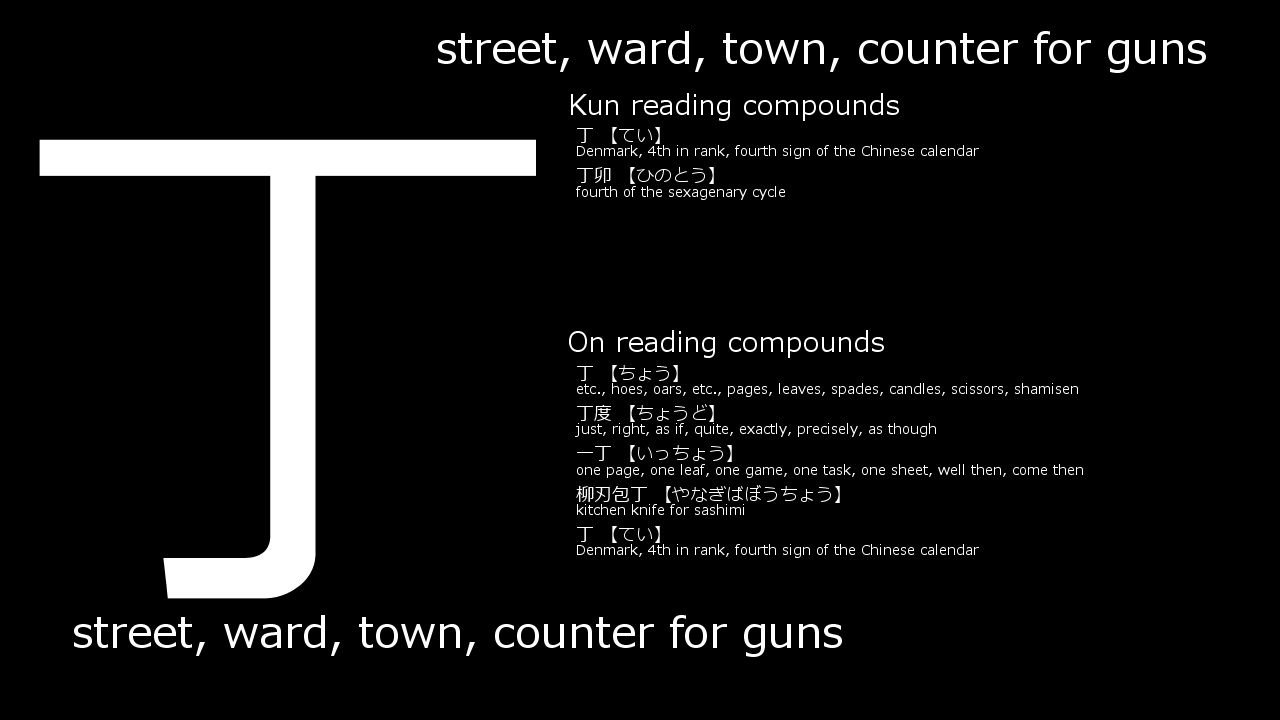 street, ward, town, counter for guns
丁
Kun reading compounds
丁 【てい】
Denmark, 4th in rank, fourth sign of the Chinese calendar
丁卯 【ひのとう】
fourth of the sexagenary cycle
On reading compounds
丁 【ちょう】
etc., hoes, oars, etc., pages, leaves, spades, candles, scissors, shamisen
丁度 【ちょうど】
just, right, as if, quite, exactly, precisely, as though
一丁 【いっちょう】
one page, one leaf, one game, one task, one sheet, well then, come then
柳刃包丁 【やなぎばぼうちょう】
kitchen knife for sashimi
丁 【てい】
Denmark, 4th in rank, fourth sign of the Chinese calendar
street, ward, town, counter for guns